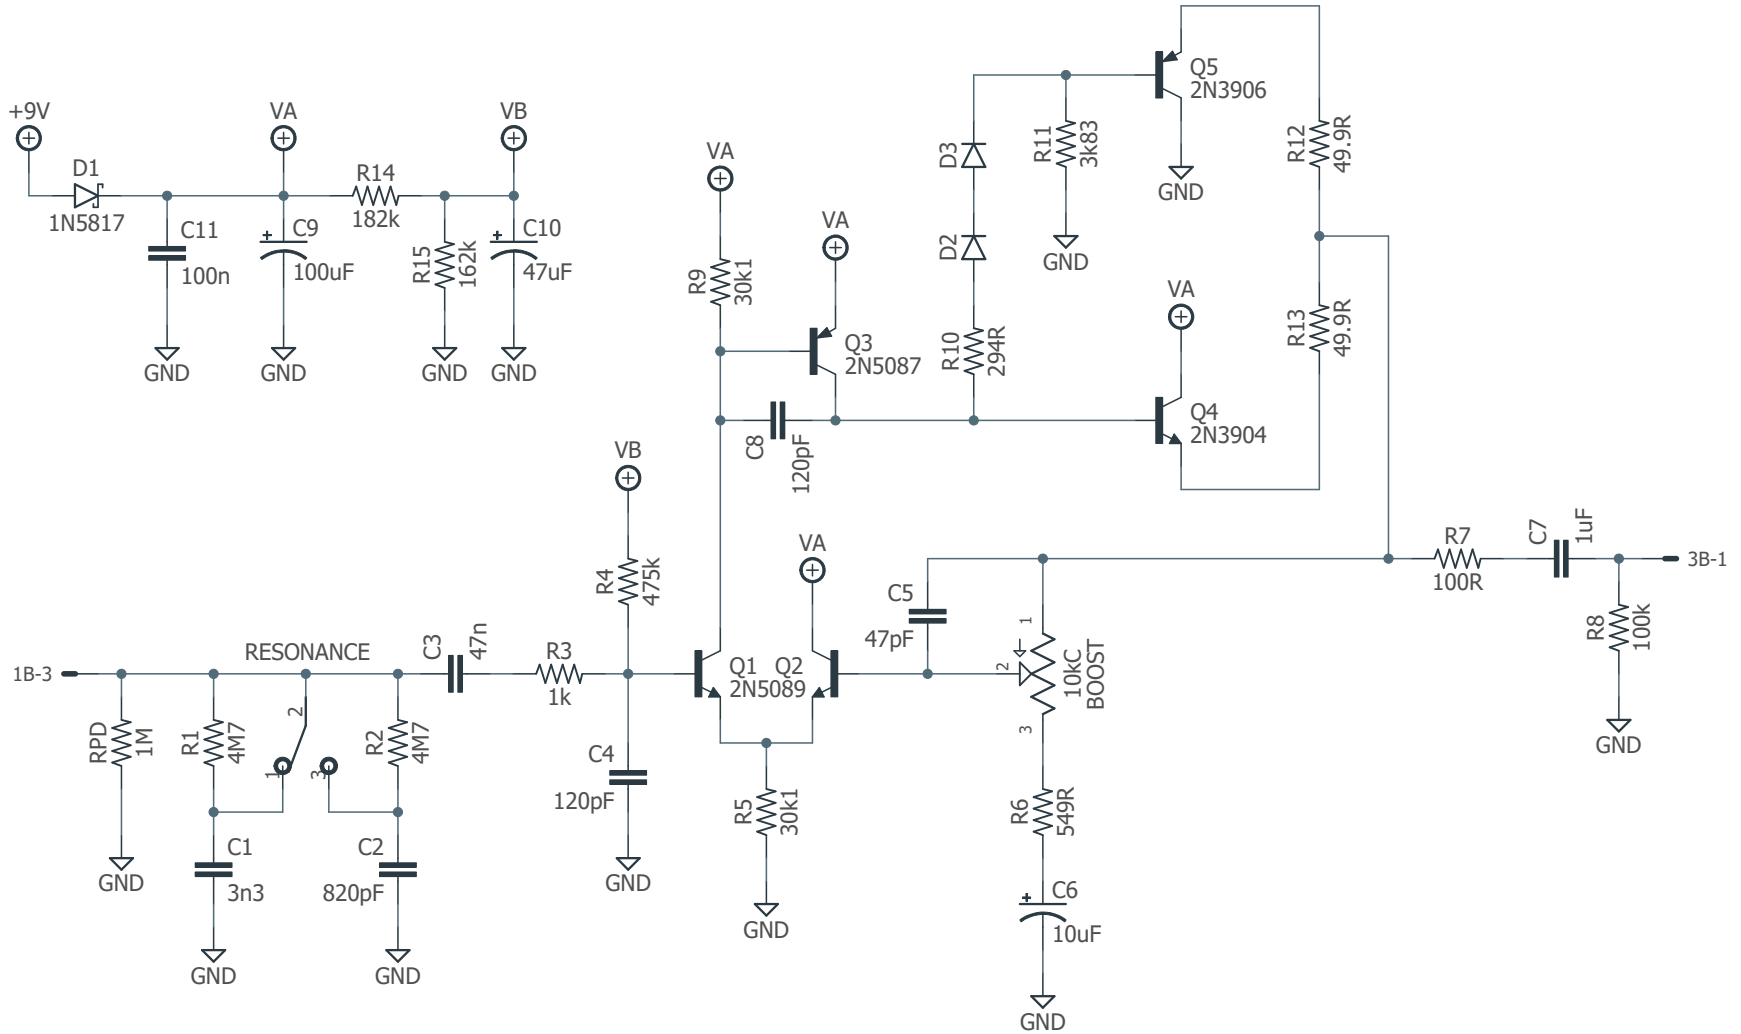 +9V
D1
1N5817
C11
100n
GND
VA
C9
100uF
GND
R14
182k
R15
162k
GND
VB
C10
47uF
GND
VA
R9
30k1
VA
Q3
2N5087
C8
120pF
D3
D2
R10
294R
R11
3k83
GND
Q5
2N3906
GND
R12
49.9R
R13
49.9R
VA
Q4
2N3904
VB
R4
475k
1B-3
RPD
1M
GND
RESONANCE
R1
4M7
2
1
3
R2
4M7
C1
3n3
GND
C2
820pF
GND
C3
47n
R3
1k
C4
120pF
GND
Q1
Q2
2N5089
VA
R5
30k1
GND
C5
47pF
1
2
3
10kC
BOOST
R6
549R
C6
10uF
GND
R7
100R
C7
1uF
3B-1
R8
100k
GND